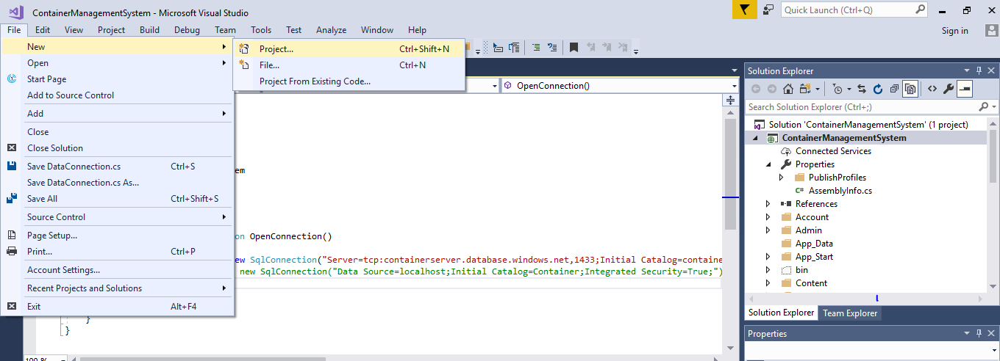 ContainerManagementSystem - Microsoft Visual Studio
Quick Launch (Ctrl+Q)
File Edit View Project Build Debug Team Tools Test Analyze Window Help
Sign in
New
Open
Start Page
Add to Source Control
Add
Close
Close Solution
Save DataConnection.cs Ctrl+S
Save DataConnection.cs As...
Save All Ctrl+Shift+S
Source Control
Page Setup...
Print... Ctrl+P
Account Settings...
Recent Projects and Solutions
Exit Alt+F4
Project... Ctrl+Shift+N
File... Ctrl+N
Project From Existing Code...
OpenConnection()
em
on OpenConnection()
new SqlConnection("Server=tcp:containerserver.database.windows.net,1433;Initial Catalog=containe
new SqlConnection("Data Source=localhost;Initial Catalog=Container;Integrated Security=True;")
}
}
100 %
Solution Explorer
Search Solution Explorer (Ctrl+;)
Solution 'ContainerManagementSystem' (1 project)
ContainerManagementSystem
Connected Services
Properties
PublishProfiles
C# AssemblyInfo.cs
References
Account
Admin
App_Data
App_Start
bin
Content
Solution Explorer Team Explorer
Properties